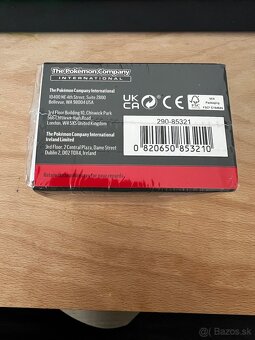 The Pokémon Company
INTERNATIONAL
The Pokémon Company International
10400 NE 4th Street, Suite 2800
Bellevue, WA 98004 USA
3rd Floor Building 10, Chiswick Park
566 Chiswick High Road
London, W4 5XS United Kingdom
The Pokémon Company International
Ireland Limited
3rd Floor, 2 Central Plaza, Dame Street
Dublin 2, D02 T0X4, Ireland
UK
CA
CE
FSC
MIX
Packaging
290-85321
0 820650 853210
Bazos.sk